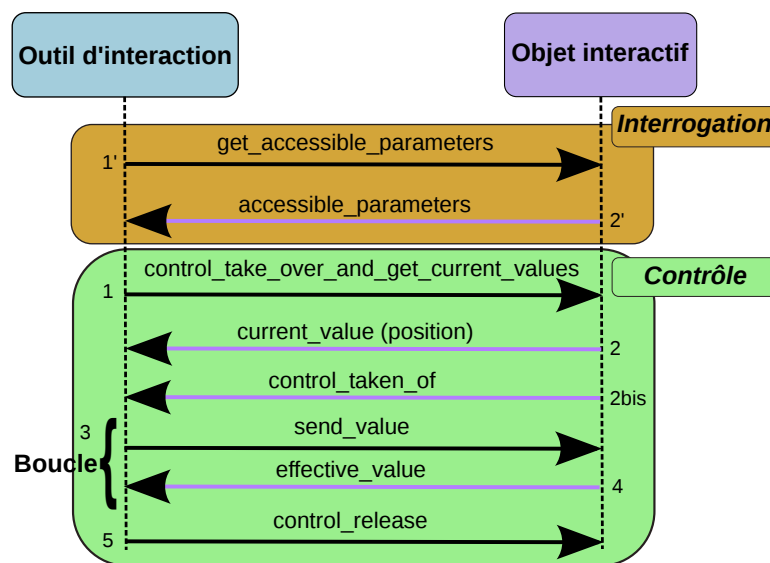 Outil d'interaction
Objet interactif
Interrogation
get_accessible_parameters
1'
accessible_parameters
2'
control_take_over_and_get_current_values
Contrôle
1
current_value (position)
2
control_taken_of
2bis
3
send_value
Boucle
effective_value
4
control_release
5